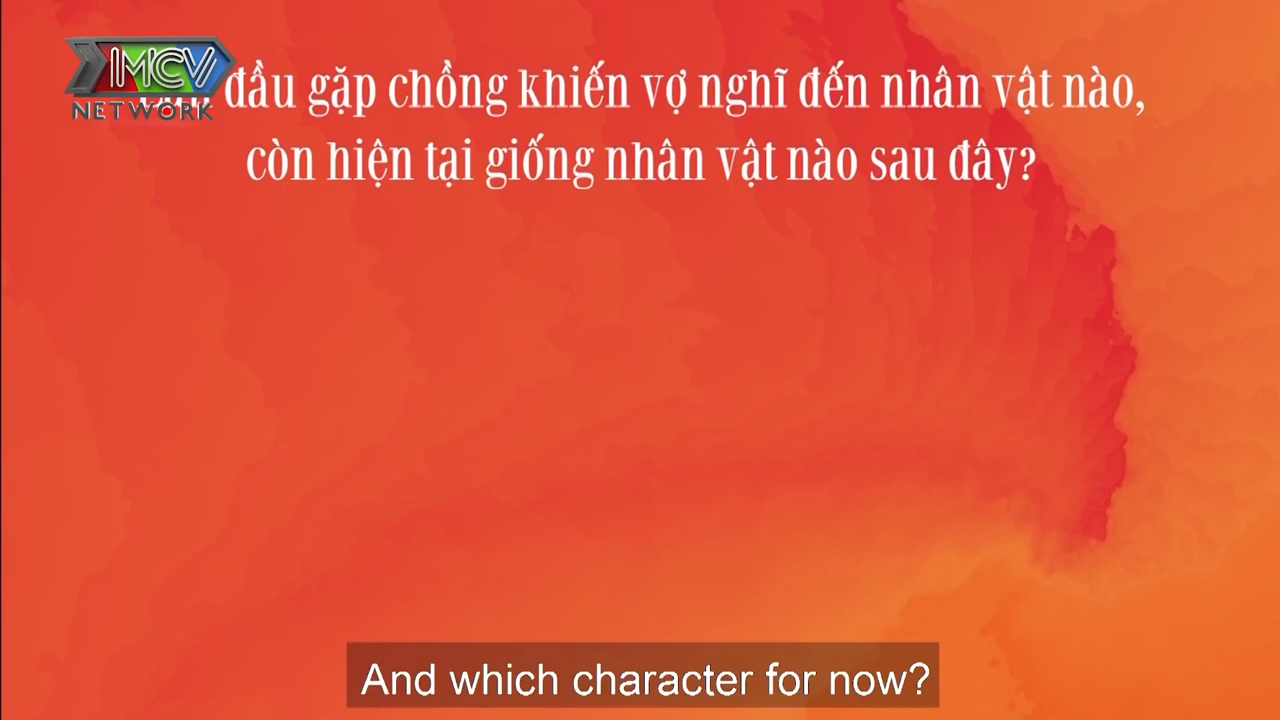 MCV
NETWORK
đầu gặp chồng khiến vợ nghĩ đến nhân vật nào,
còn hiện tại giống nhân vật nào sau đây?
And which character for now?